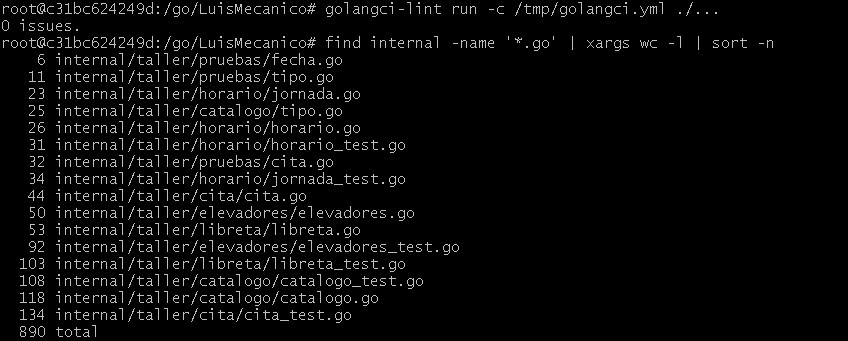 root@c31bc624249d:/go/LuisMecanico# golangci-lint run -c /tmp/golangci.yml ./...
0 issues.
root@c31bc624249d:/go/LuisMecanico# find internal -name '*.go' | xargs wc -l | sort -n
6 internal/taller/pruebas/fecha.go
11 internal/taller/pruebas/tipo.go
23 internal/taller/horario/jornada.go
25 internal/taller/catalogo/tipo.go
26 internal/taller/horario/horario.go
31 internal/taller/horario/horario_test.go
32 internal/taller/pruebas/cita.go
34 internal/taller/horario/jornada_test.go
44 internal/taller/cita/cita.go
50 internal/taller/elevadores/elevadores.go
53 internal/taller/libreta/libreta.go
92 internal/taller/elevadores/elevadores_test.go
103 internal/taller/libreta/libreta_test.go
108 internal/taller/catalogo/catalogo_test.go
118 internal/taller/catalogo/catalogo.go
134 internal/taller/cita/cita_test.go
890 total